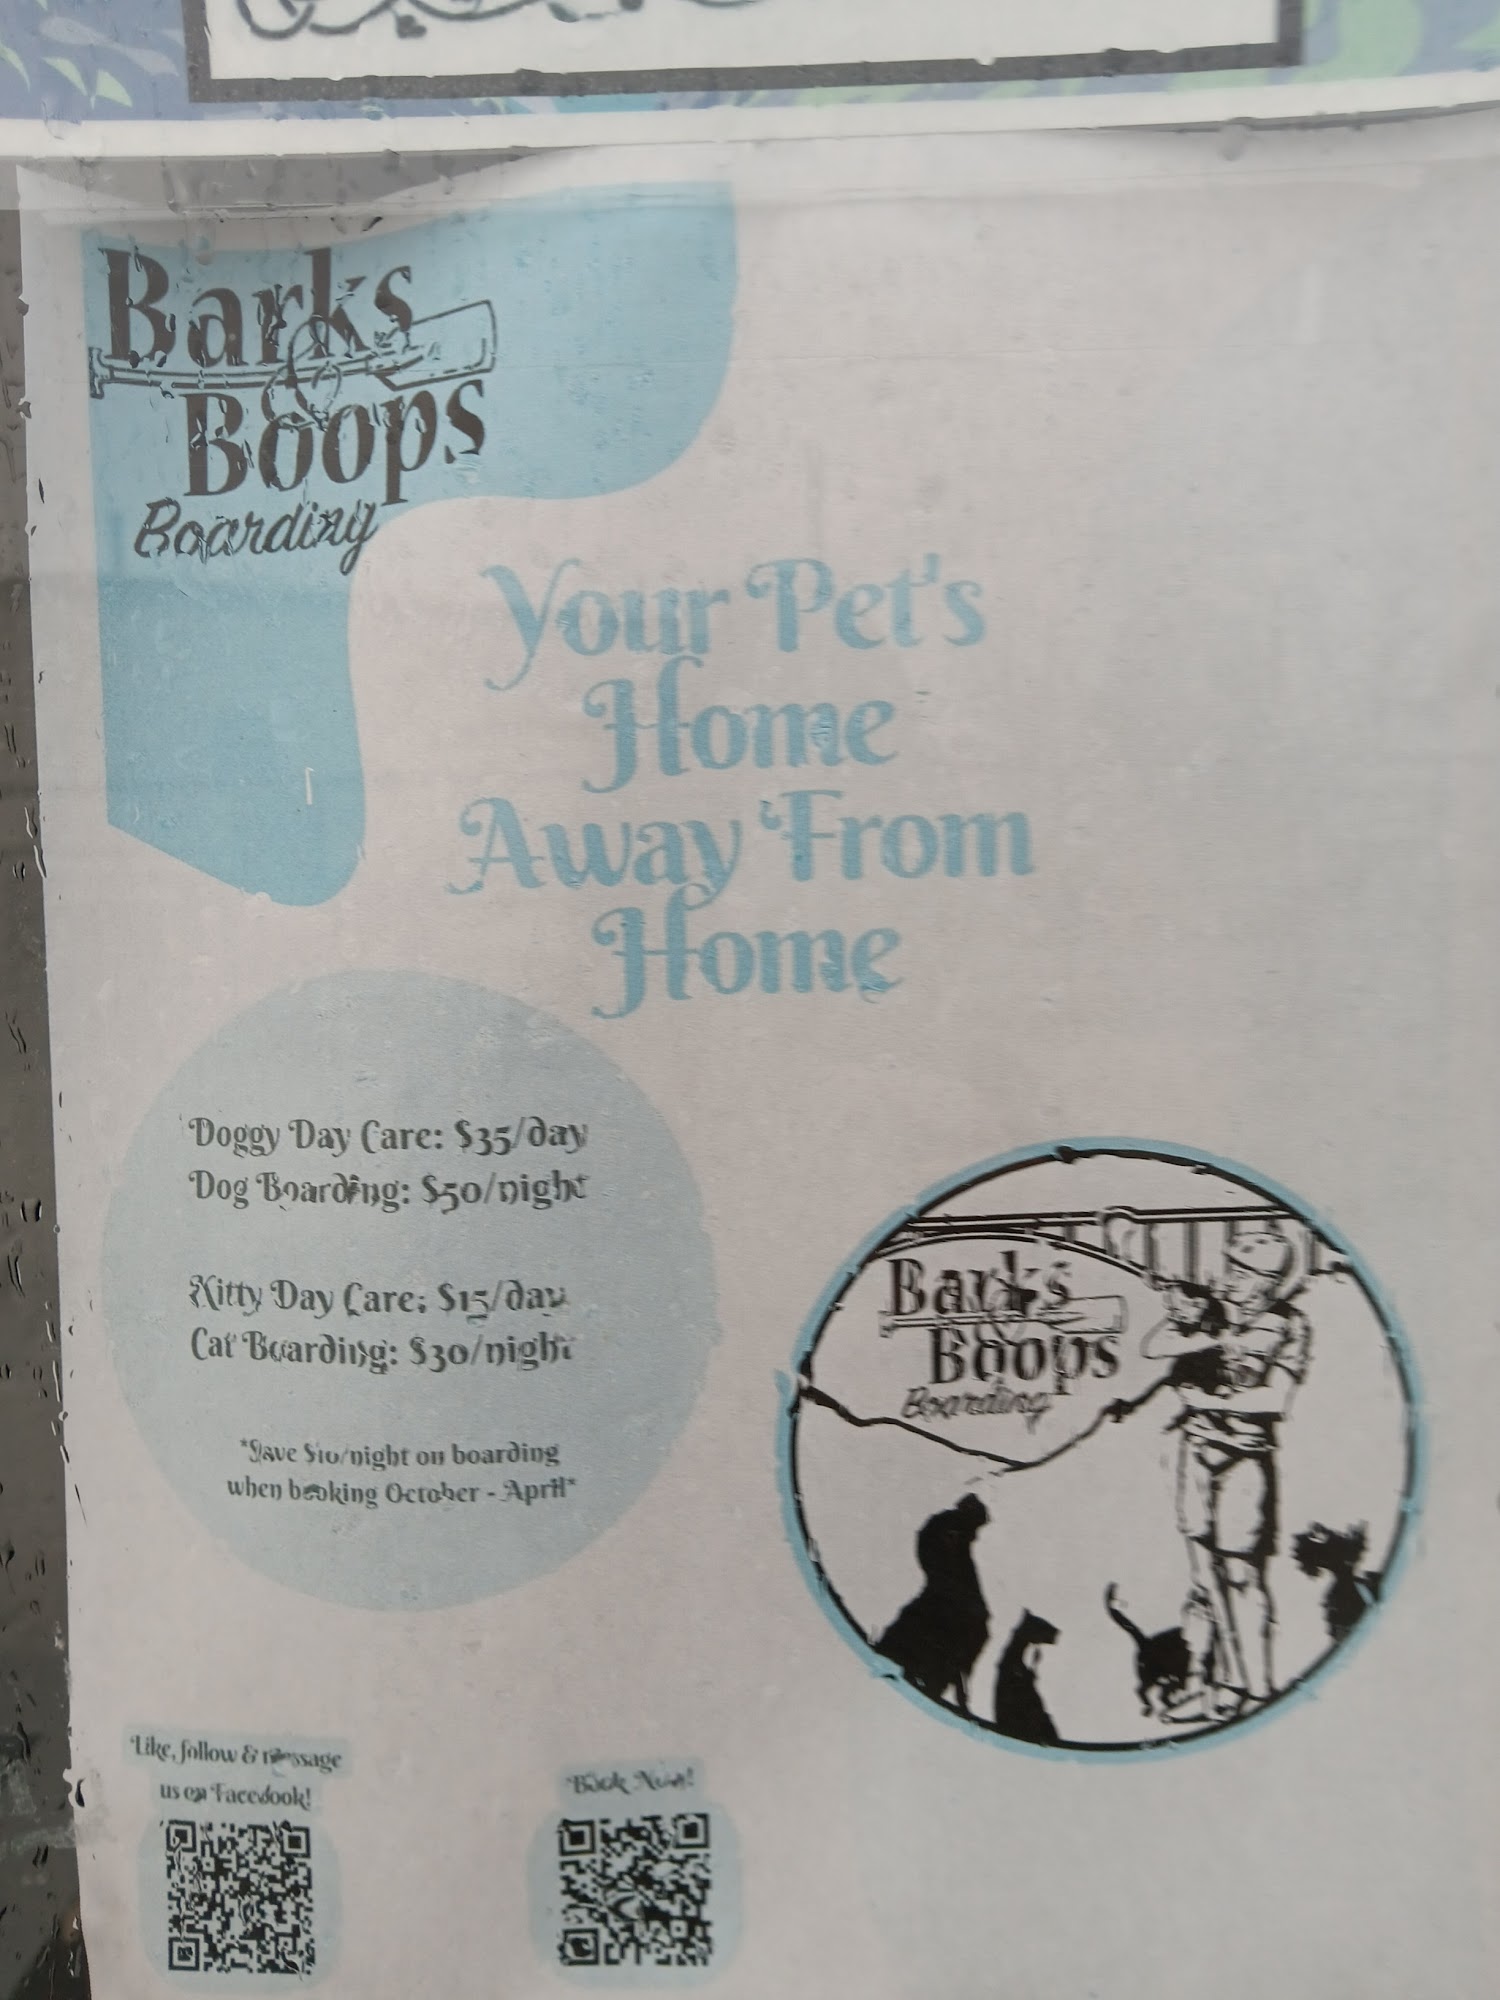 Barks
&
Boops
Boarding
Your Pet's
Home
Away From
Home
Doggy Day Care: $35/day
Dog Boarding: $50/night
Kitty Day Care: $15/day
Cat Boarding: $30/night
*Save $10/night on boarding
when booking October - April*
Barks
&
Boops
Boarding
Like, follow & message
us on Facebook!
Book Now!